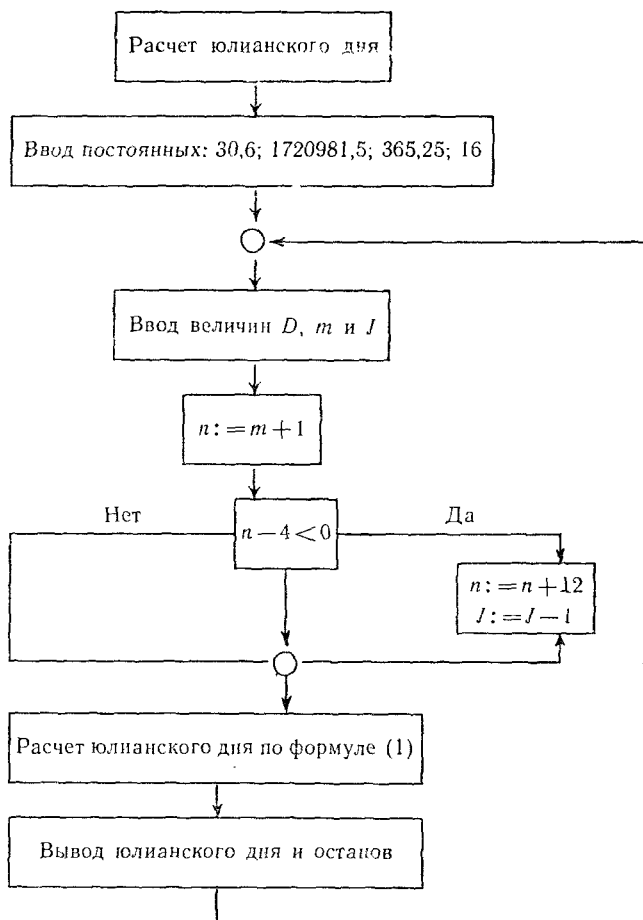 Расчет юлианского дня
Ввод постоянных: 30,6; 1720981,5; 365,25; 16
Ввод величин D, m и J
n:=m+1
Нет
n−4<0
Да
n:=n+12
J:=J−1
Расчет юлианского дня по формуле (1)
Вывод юлианского дня и останов